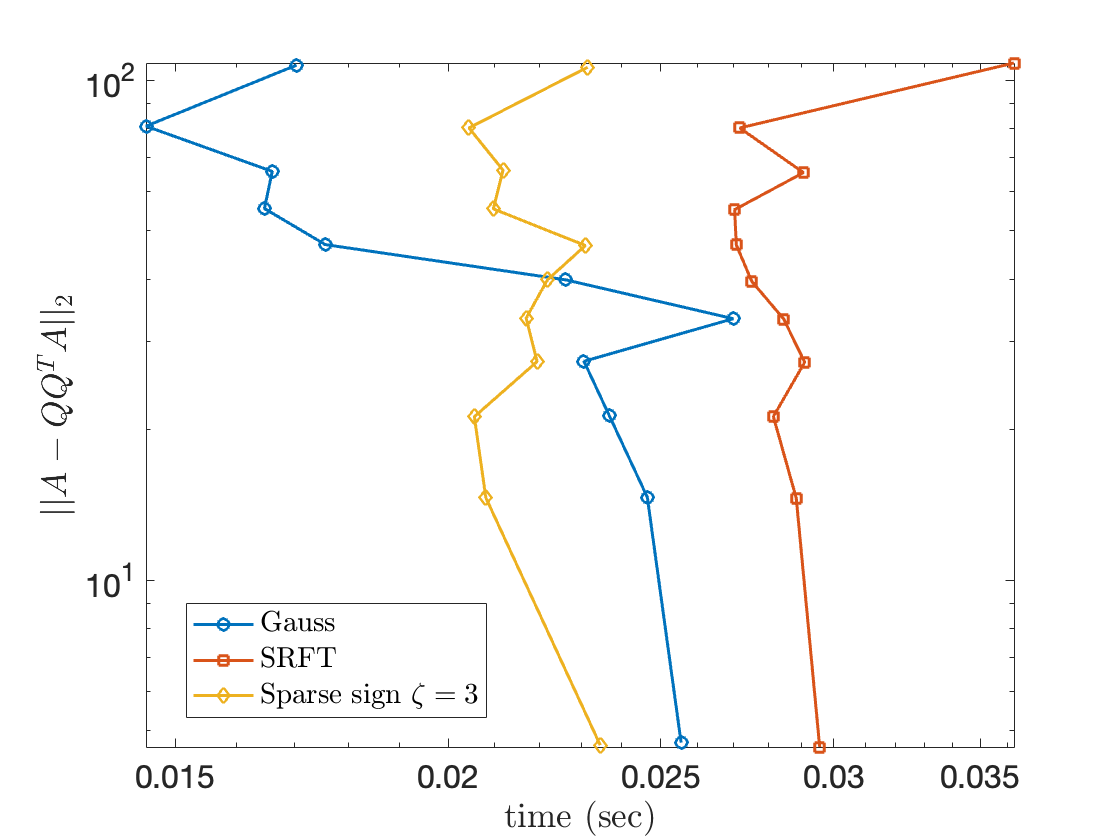 10^2
10^1
||A − QQ^T A||_2
Gauss
SRFT
Sparse sign ζ = 3
0.015 0.02 0.025 0.03 0.035
time (sec)